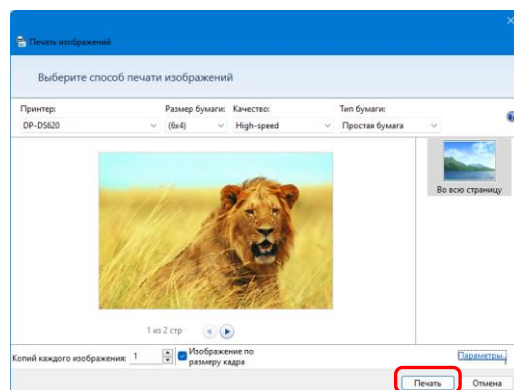 Печать изображений
Выберите способ печати изображений
Принтер: Размер бумаги: Качество: Тип бумаги:
DP-DS620 (6x4) High-speed Простая бумага
Во всю страницу
1 из 2 стр
Копий каждого изображения: 1 Изображение по
размеру кадра
Параметры...
Печать Отмена